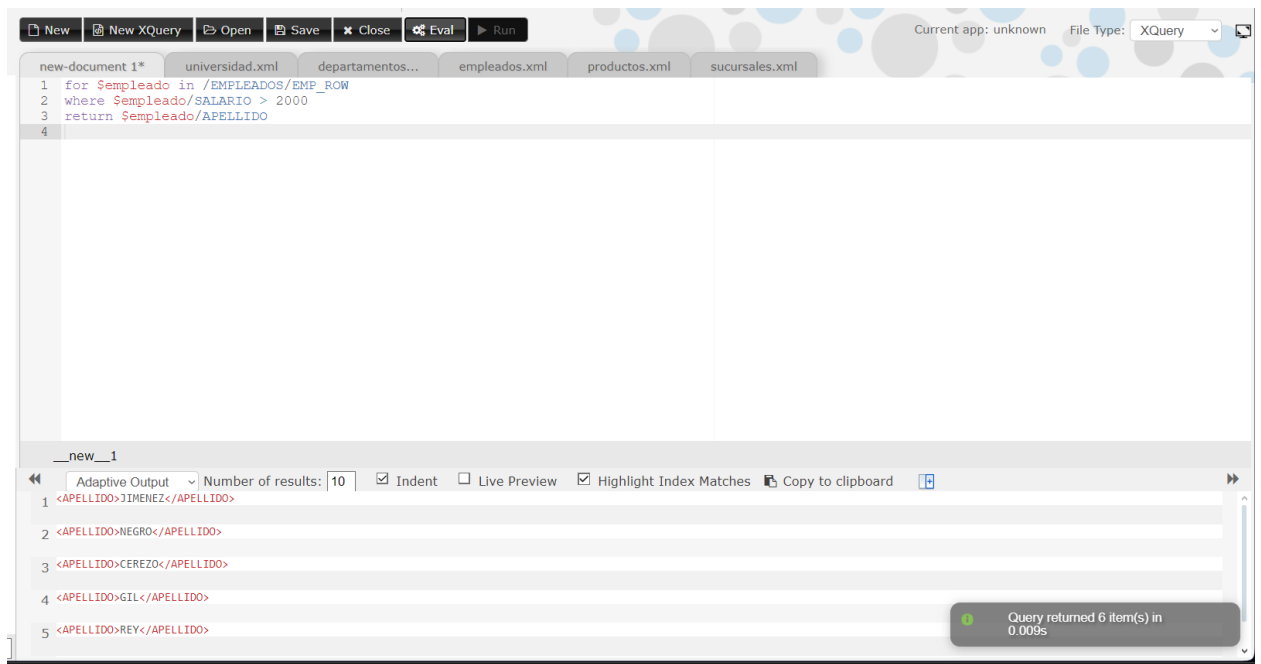 New New XQuery Open Save Close Eval Run Current app: unknown File Type: XQuery
new-document 1* universidad.xml departamentos... empleados.xml productos.xml sucursales.xml
1 for $empleado in /EMPLEADOS/EMP_ROW
2 where $empleado/SALARIO > 2000
3 return $empleado/APELLIDO
4
__new__1
Adaptive Output Number of results: 10 Indent Live Preview Highlight Index Matches Copy to clipboard
1 <APELLIDO>JIMENEZ</APELLIDO>
2 <APELLIDO>NEGRO</APELLIDO>
3 <APELLIDO>CEREZO</APELLIDO>
4 <APELLIDO>GIL</APELLIDO>
5 <APELLIDO>REY</APELLIDO>
Query returned 6 item(s) in
0.009s